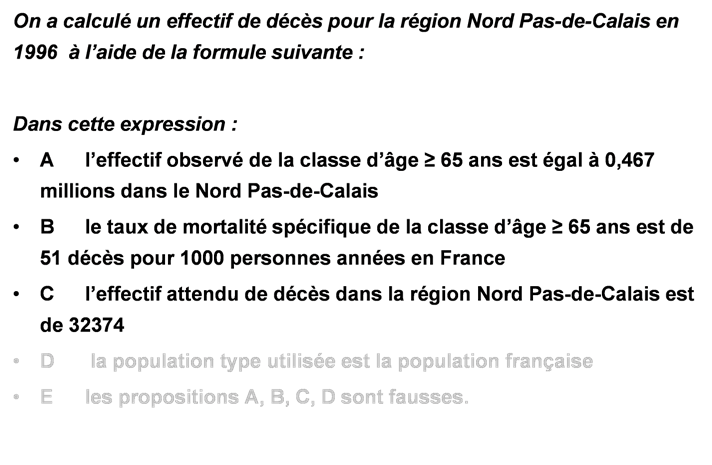 On a calculé un effectif de décès pour la région Nord Pas-de-Calais en
1996 à l’aide de la formule suivante :
Dans cette expression :
• A l’effectif observé de la classe d’âge ≥ 65 ans est égal à 0,467
millions dans le Nord Pas-de-Calais
• B le taux de mortalité spécifique de la classe d’âge ≥ 65 ans est de
51 décès pour 1000 personnes années en France
• C l’effectif attendu de décès dans la région Nord Pas-de-Calais est
de 32374
• D la population type utilisée est la population française
• E les propositions A, B, C, D sont fausses.